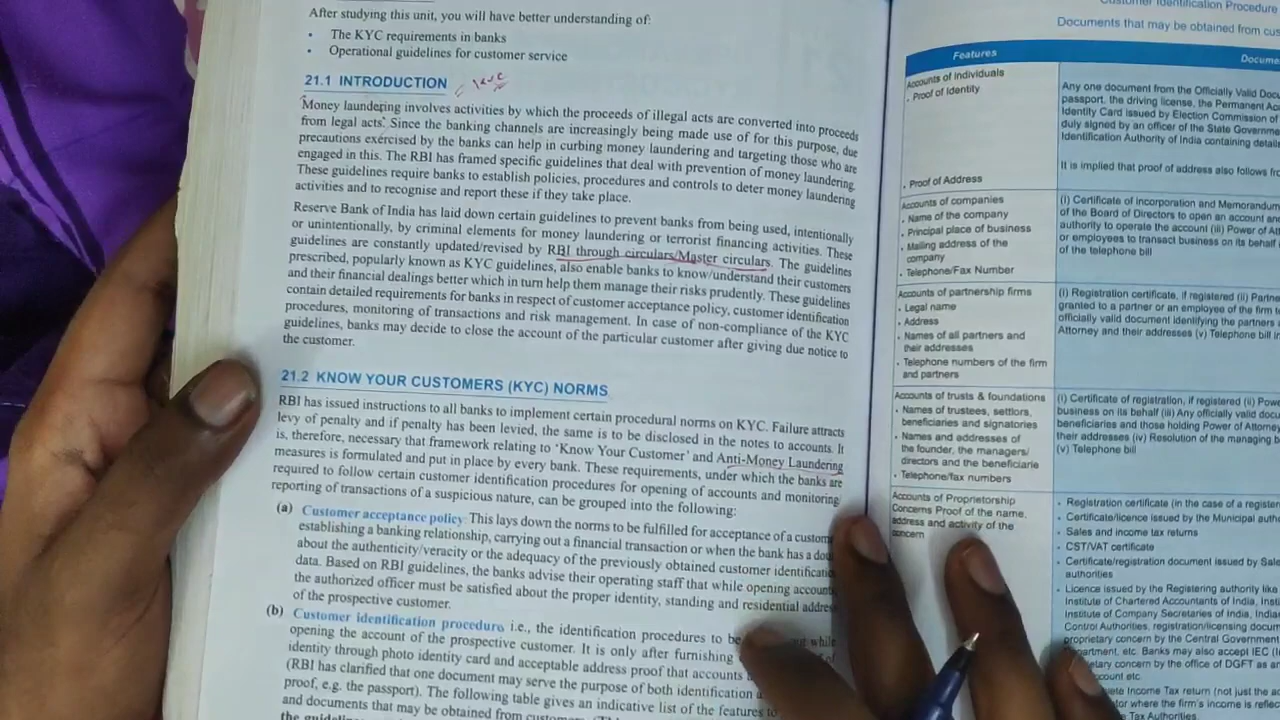 After studying this unit, you will have better understanding of:
• The KYC requirements in banks
• Operational guidelines for customer service
21.1 INTRODUCTION
Money laundering involves activities by which the proceeds of illegal acts are converted into proceeds
from legal acts. Since the banking channels are increasingly being made use of for this purpose, due
precautions exercised by the banks can help in curbing money laundering and targeting those who are
engaged in this. The RBI has framed specific guidelines that deal with prevention of money laundering.
These guidelines require banks to establish policies, procedures and controls to deter money laundering
activities and to recognise and report these if they take place.
Reserve Bank of India has laid down certain guidelines to prevent banks from being used, intentionally
or unintentionally, by criminal elements for money laundering or terrorist financing activities. These
guidelines are constantly updated/revised by RBI through circulars/Master circulars. The guidelines
prescribed, popularly known as KYC guidelines, also enable banks to know/understand their customers
and their financial dealings better which in turn help them manage their risks prudently. These guidelines
contain detailed requirements for banks in respect of customer acceptance policy, customer identification
procedures, monitoring of transactions and risk management. In case of non-compliance of the KYC
guidelines, banks may decide to close the account of the particular customer after giving due notice to
the customer.
21.2 KNOW YOUR CUSTOMERS (KYC) NORMS
RBI has issued instructions to all banks to implement certain procedural norms on KYC. Failure attracts
levy of penalty and if penalty has been levied, the same is to be disclosed in the notes to accounts. It
is, therefore, necessary that framework relating to 'Know Your Customer' and Anti-Money Laundering
measures is formulated and put in place by every bank. These requirements, under which the banks are
required to follow certain customer identification procedures for opening of accounts and monitoring
reporting of transactions of a suspicious nature, can be grouped into the following:
(a) Customer acceptance policy: This lays down the norms to be fulfilled for acceptance of a custom
establishing a banking relationship, carrying out a financial transaction or when the bank has a dou
about the authenticity/veracity or the adequacy of the previously obtained customer identificatio
data. Based on RBI guidelines, the banks advise their operating staff that while opening account
the authorized officer must be satisfied about the proper identity, standing and residential addres
of the prospective customer.
(b) Customer identification procedure i.e., the identification procedures to be out while
opening the account of the prospective customer. It is only after furnishing of
identity through photo identity card and acceptable address proof that accounts
(RBI has clarified that one document may serve the purpose of both identification
proof, e.g. the passport). The following table gives an indicative list of the features to
and documents that may be obtained from
Customer Identification Procedure
Documents that may be obtained from cus
Features
Docume
Accounts of Individuals
• Proof of Identity
• Proof of Address
Any one document from the Officially Valid Docu
passport, the driving license, the Permanent Ac
Identity Card issued by Election Commission of
duly signed by an officer of the State Governme
Identification Authority of India containing detail
It is implied that proof of address also follows fro
Accounts of companies
• Name of the company
• Principal place of business
• Mailing address of the
company
• Telephone/Fax Number
(i) Certificate of incorporation and Memorandum
of the Board of Directors to open an account an
authority to operate the account (iii) Power of At
or employees to transact business on its behalf
of the telephone bill
Accounts of partnership firms
• Legal name
• Address
• Names of all partners and
their addresses
• Telephone numbers of the firm
and partners
(i) Registration certificate, if registered (ii) Partne
granted to a partner or an employee of the firm to
officially valid document identifying the partners
Attorney and their addresses (v) Telephone bill in
Accounts of trusts & foundations
• Names of trustees, settlors,
beneficiaries and signatories
• Names and addresses of
the founder, the managers/
directors and the beneficiarie
• Telephone/fax numbers
(i) Certificate of registration, if registered (ii) Powe
business on its behalf (iii) Any officially valid docu
beneficiaries and those holding Power of Attorney
their addresses (iv) Resolution of the managing b
(v) Telephone bill
Accounts of Proprietorship
Concerns Proof of the name,
address and activity of the
concern
• Registration certificate (in the case of a register
• Certificate/licence issued by the Municipal autho
• Sales and income tax returns
• CST/VAT certificate
• Certificate/registration document issued by Sale
authorities
• Licence issued by the Registering authority like
Institute of Chartered Accountants of India, Insti
Institute of Company Secretaries of India, India
Control Authorities, registration/licensing docum
proprietary concern by the Central Government
Department, etc. Banks may also accept IEC (I
etary concern by the office of DGFT as an
count etc.
ete Income Tax return (not just the ac
for where the firm's income is reflec
e Tax Authorities.